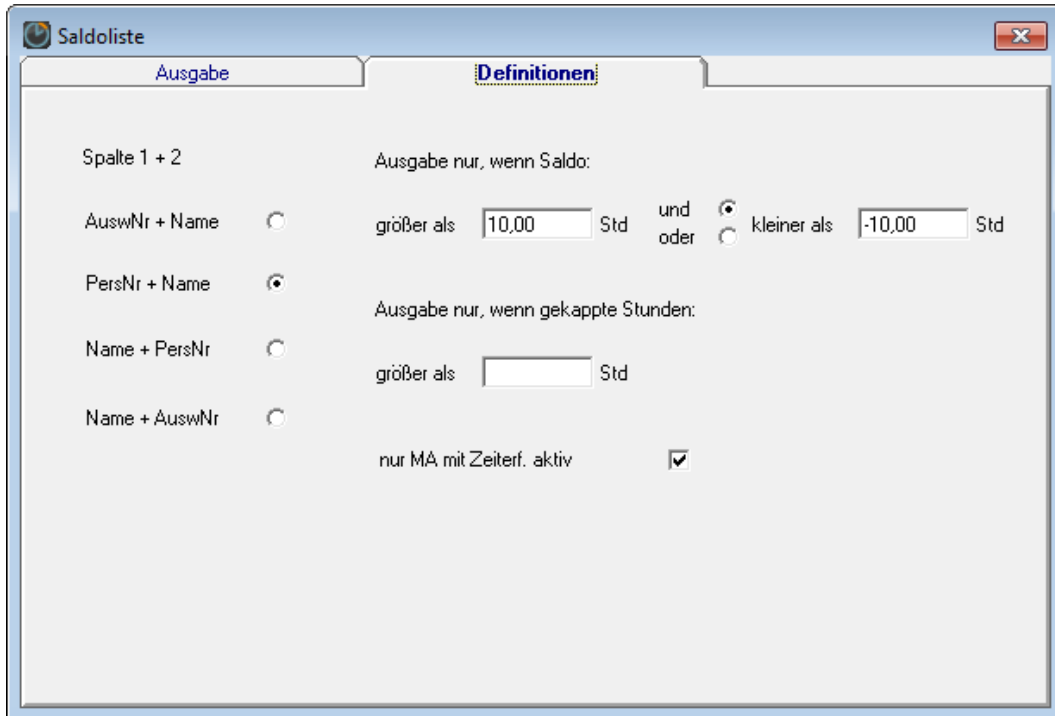 Saldoliste
Ausgabe Definitionen
Spalte 1 + 2
Ausgabe nur, wenn Saldo:
AuswNr + Name
größer als 10,00 Std und oder kleiner als -10,00 Std
PersNr + Name
Ausgabe nur, wenn gekappte Stunden:
Name + PersNr
größer als Std
Name + AuswNr
nur MA mit Zeiterf. aktiv